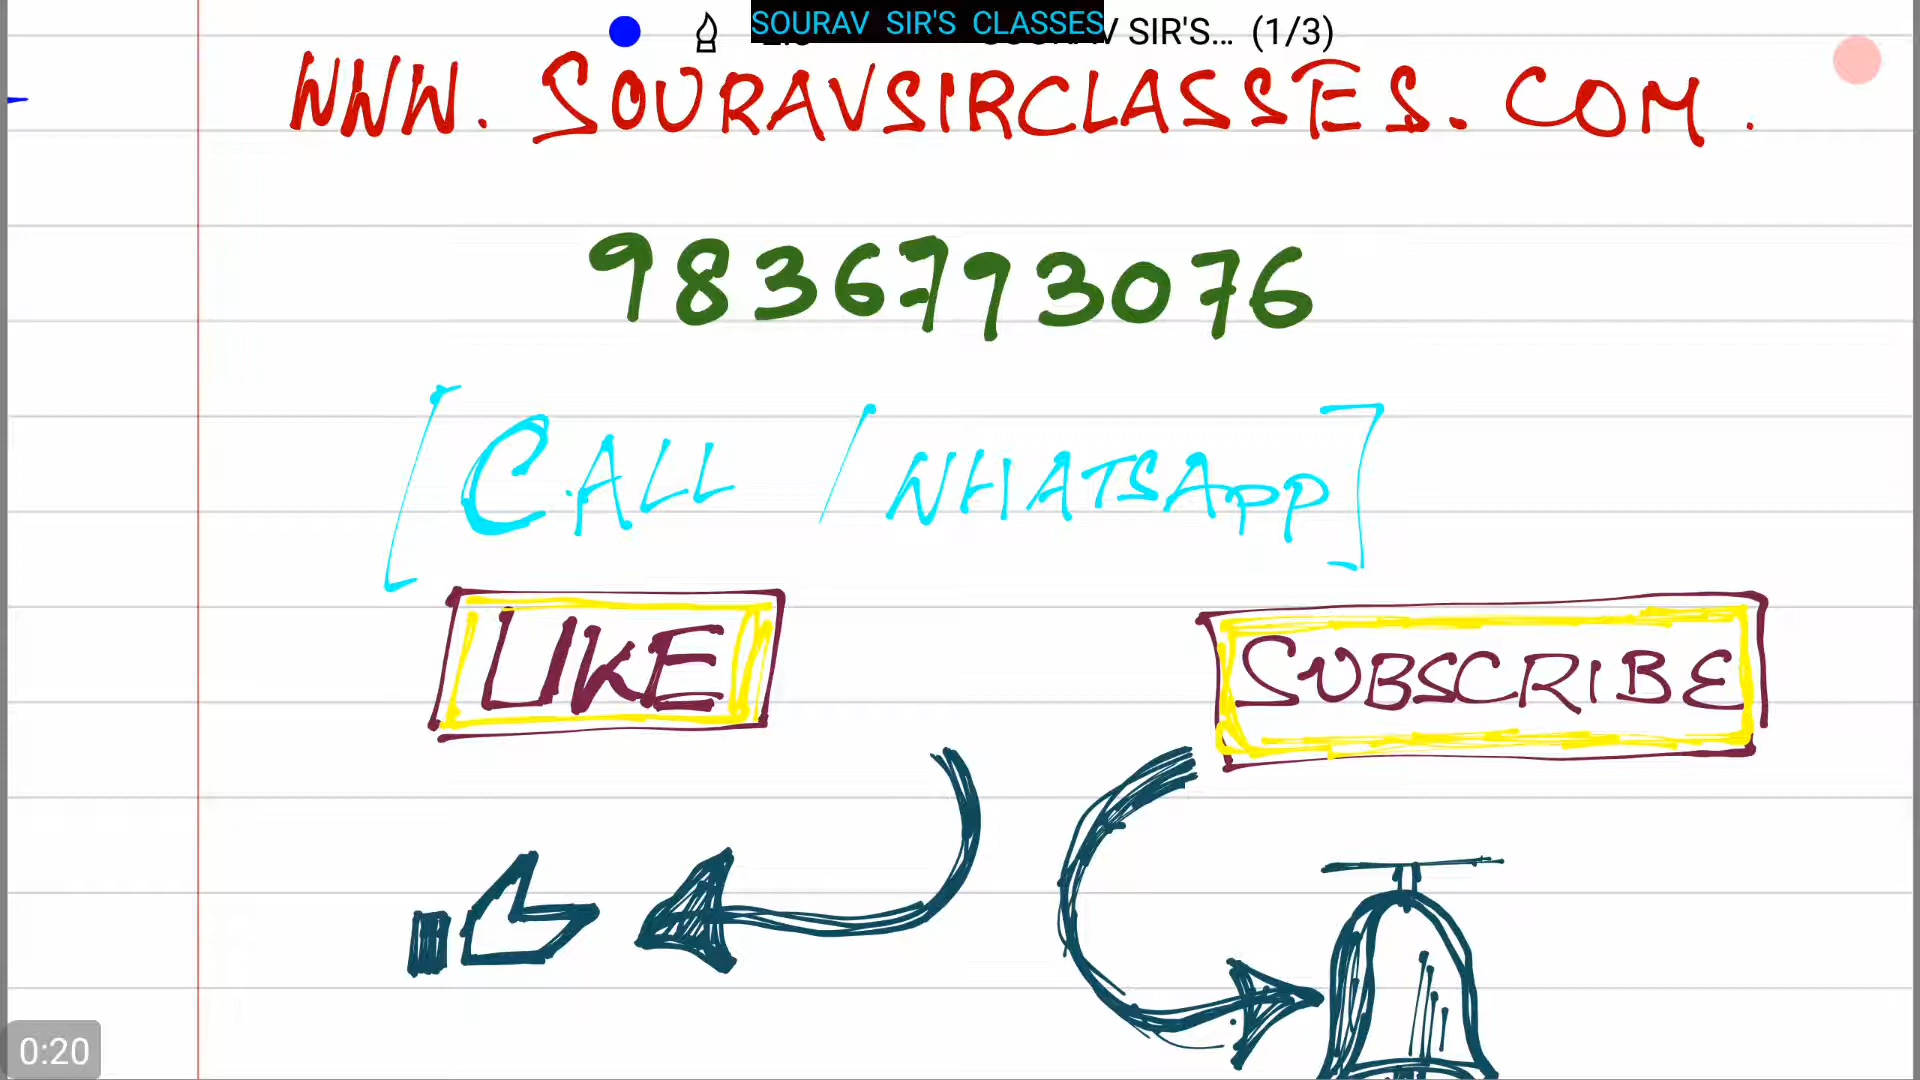 SOURAV SIR'S CLASSES V SIR'S... (1/3)
WWW. SOURAVSIRCLASSES. COM .
9836793076
[CALL / WHATSAPP]
LIKE SUBSCRIBE
0:20